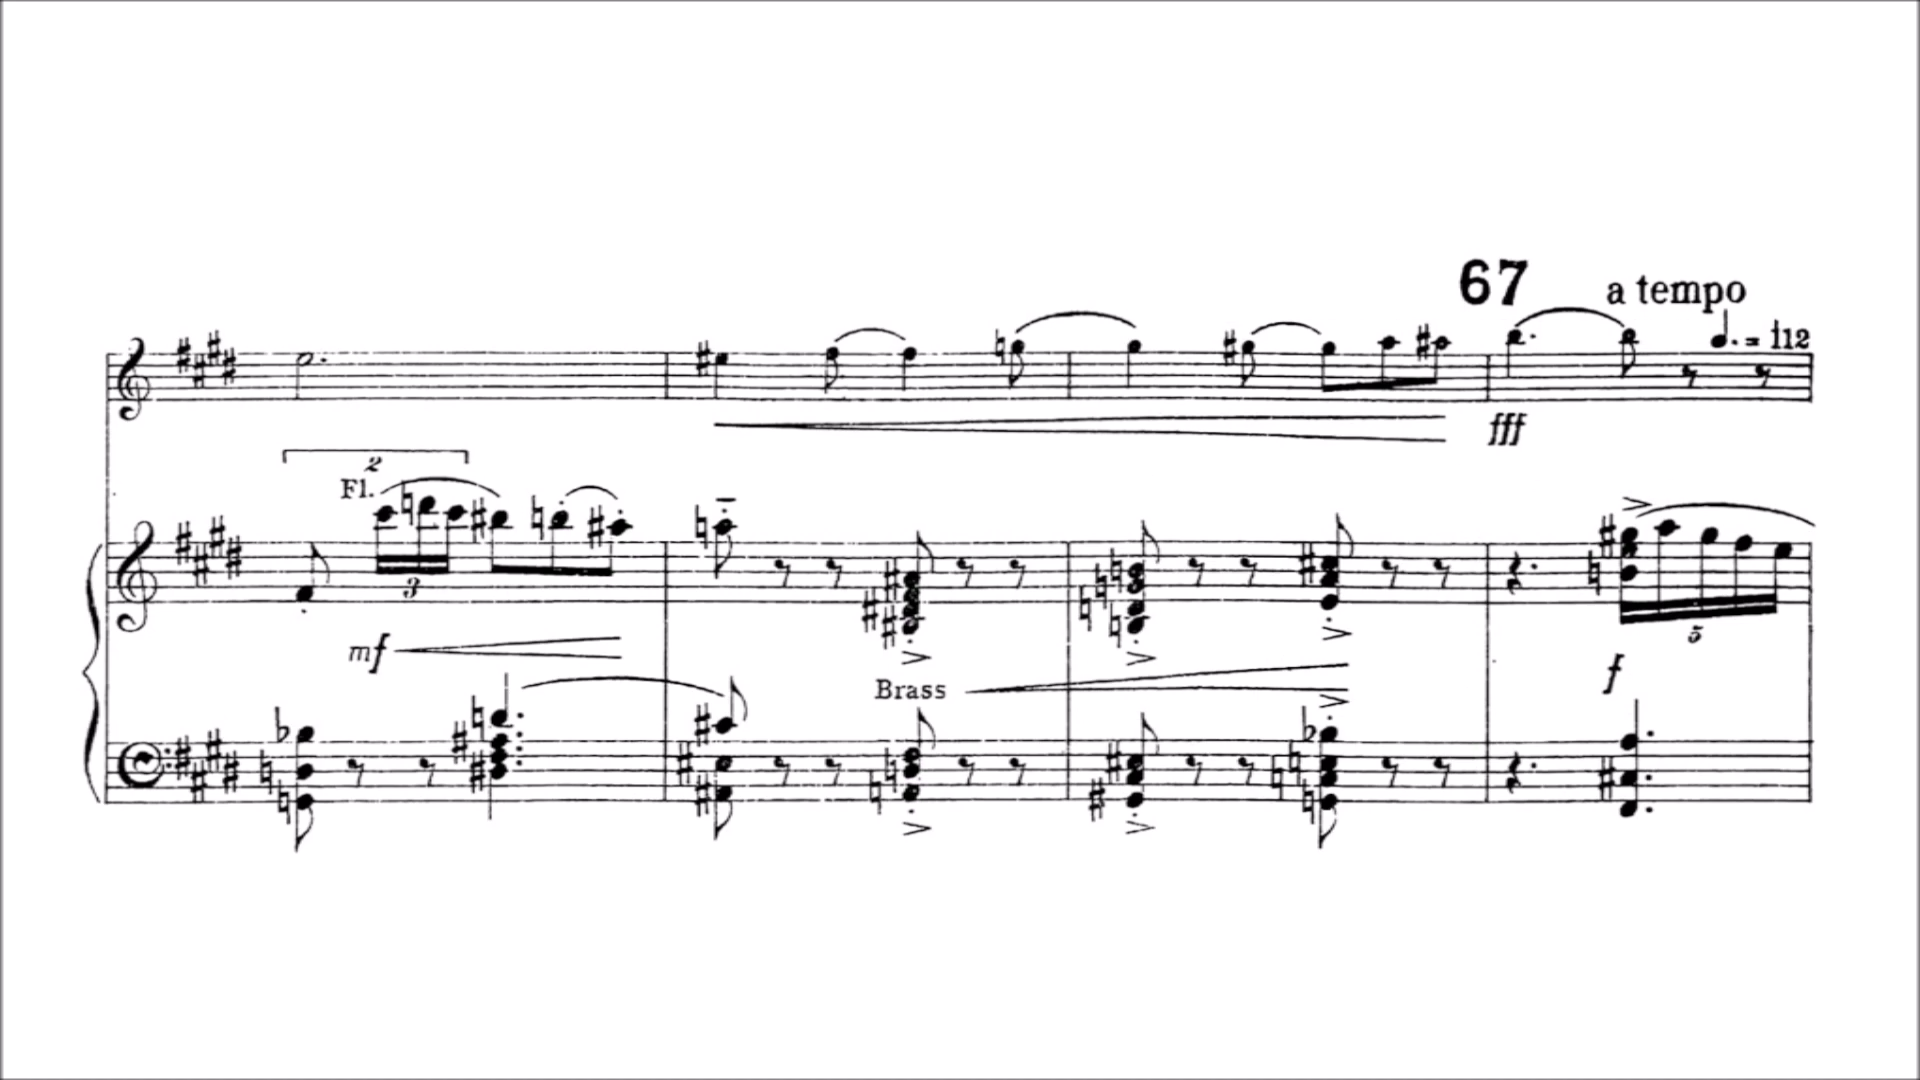 67 a tempo
♩. = 112
fff
2
Fl.
3
mf
Brass
5
f